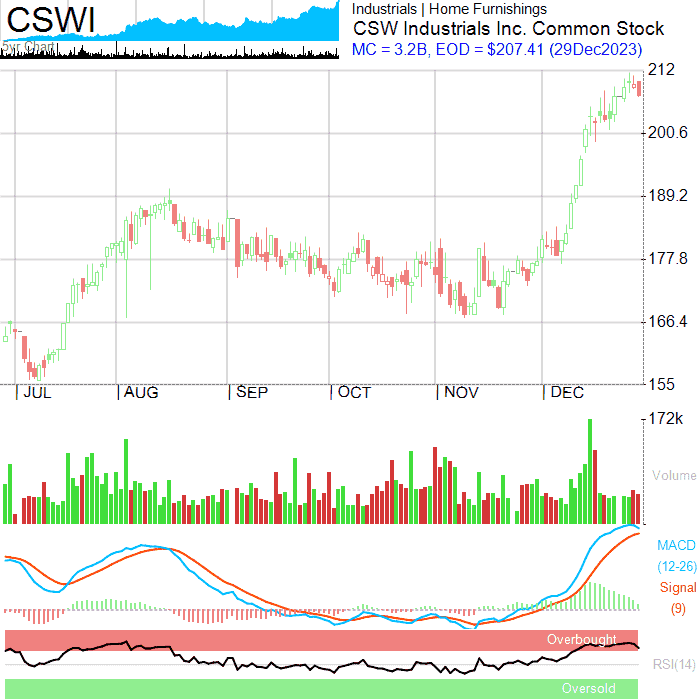 CSWI
5yr Chart
Industrials | Home Furnishings
CSW Industrials Inc. Common Stock
MC = 3.2B, EOD = $207.41 (29Dec2023)
212
200.6
189.2
177.8
166.4
155
JUL AUG SEP OCT NOV DEC
172k
Volume
MACD
(12-26)
Signal
(9)
Overbought
RSI(14)
Oversold